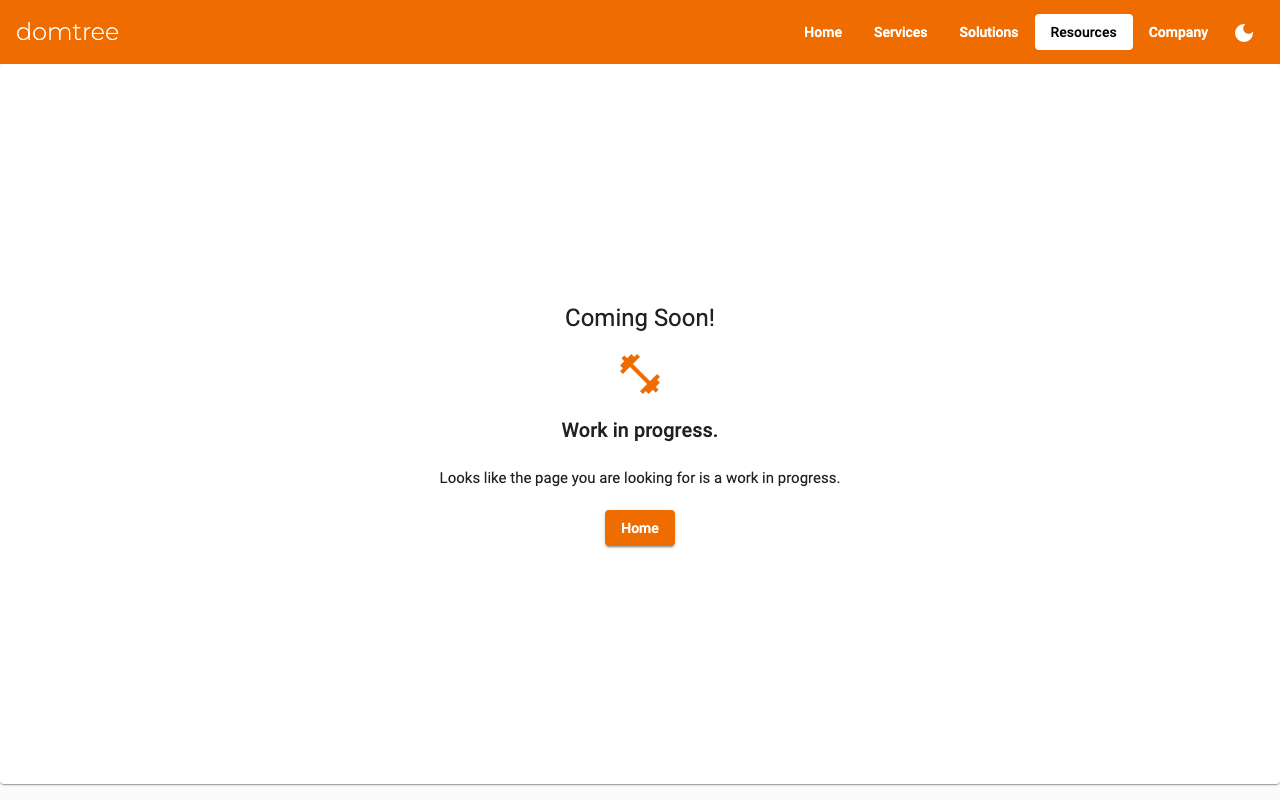 domtree
Home
Services
Solutions
Resources
Company
Coming Soon!
Work in progress.
Looks like the page you are looking for is a work in progress.
Home